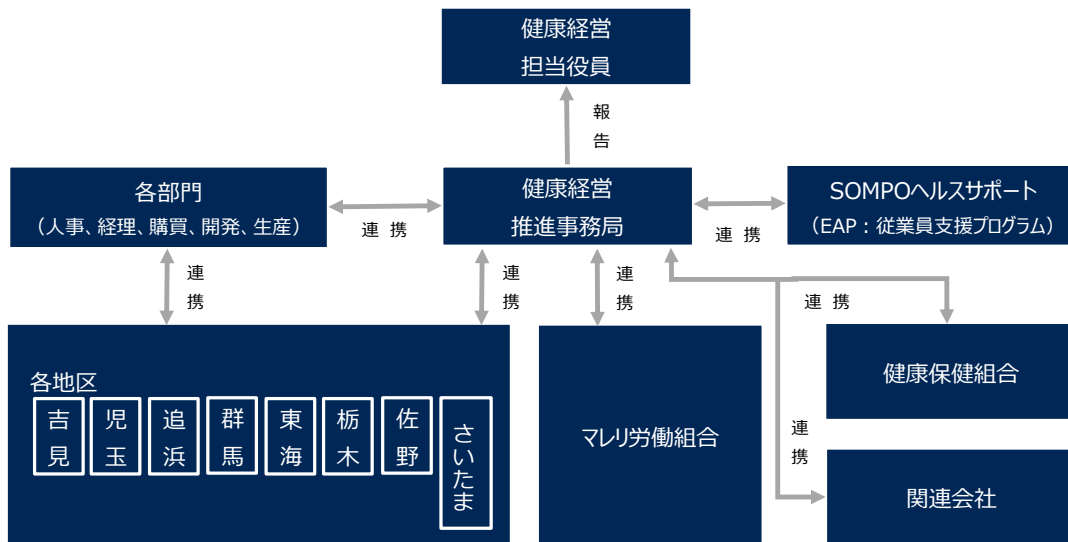 健康経営
担当役員
報
告
各部門
（人事、経理、購買、開発、生産）
連 携
健康経営
推進事務局
連 携
SOMPOヘルスサポート
（EAP：従業員支援プログラム）
連
携
連
携
連
携
連 携
各地区
吉見
児玉
追浜
群馬
東海
栃木
佐野
さいたま
マレリ労働組合
健康保健組合
連
携
関連会社